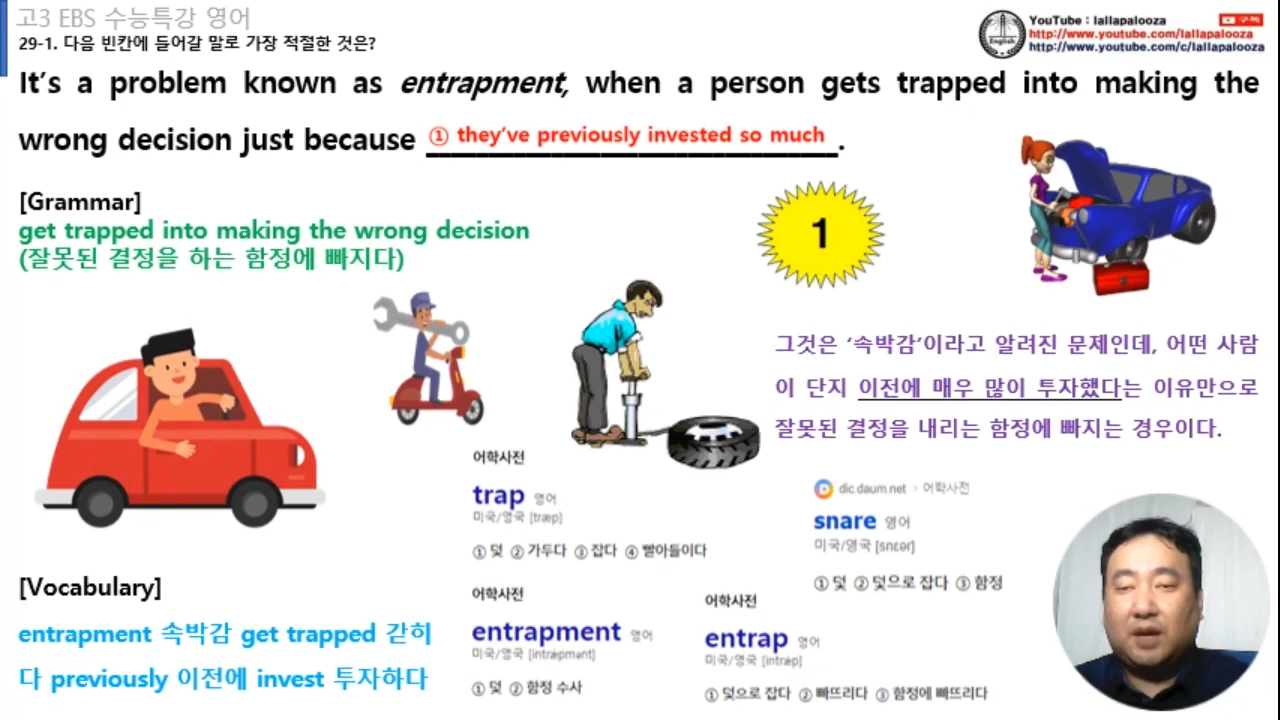 고3 EBS 수능특강 영어
29-1. 다음 빈칸에 들어갈 말로 가장 적절한 것은?
YouTube : lallapalooza
구독
http://www.youtube.com/lallapalooza
http://www.youtube.com/c/lallapalooza
English
It's a problem known as entrapment, when a person gets trapped into making the
wrong decision just because ① they've previously invested so much.
[Grammar]
get trapped into making the wrong decision
(잘못된 결정을 하는 함정에 빠지다)
1
그것은 '속박감'이라고 알려진 문제인데, 어떤 사람
이 단지 이전에 매우 많이 투자했다는 이유만으로
잘못된 결정을 내리는 함정에 빠지는 경우이다.
어학사전
trap 영어
미국/영국 [træp]
① 덫 ② 가두다 ③ 잡다 ④ 빨아들이다
dic.daum.net > 어학사전
snare 영어
미국/영국 [snɛər]
① 덫 ② 덫으로 잡다 ③ 함정
[Vocabulary]
entrapment 속박감 get trapped 갇히
다 previously 이전에 invest 투자하다
어학사전
entrapment 영어
미국/영국 [intrǽpmənt]
① 덫 ② 함정 수사
어학사전
entrap 영어
미국/영국 [intrǽp]
① 덫으로 잡다 ② 빠뜨리다 ③ 함정에 빠뜨리다